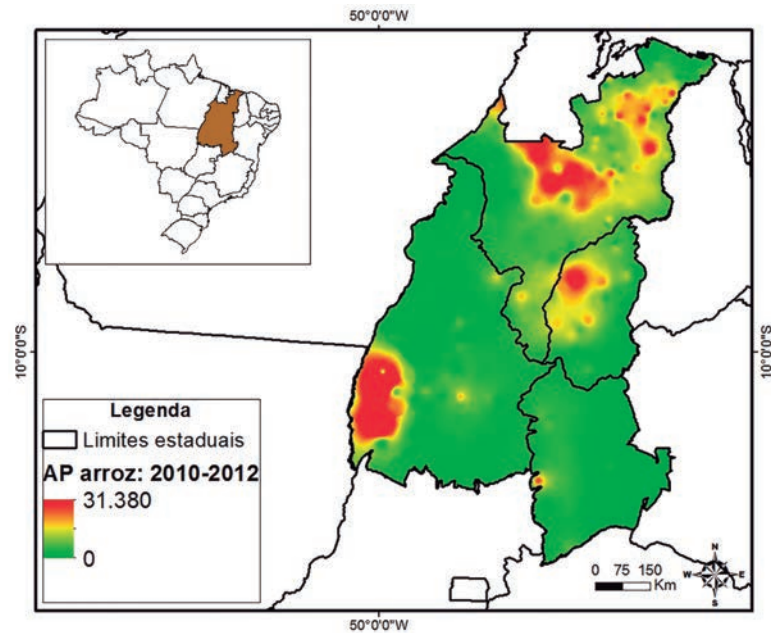 50°0'0"W
10°0'0"S
10°0'0"S
Legenda
Limites estaduais
AP arroz: 2010-2012
31.380
0
N
W E
S
0 75 150
Km
50°0'0"W